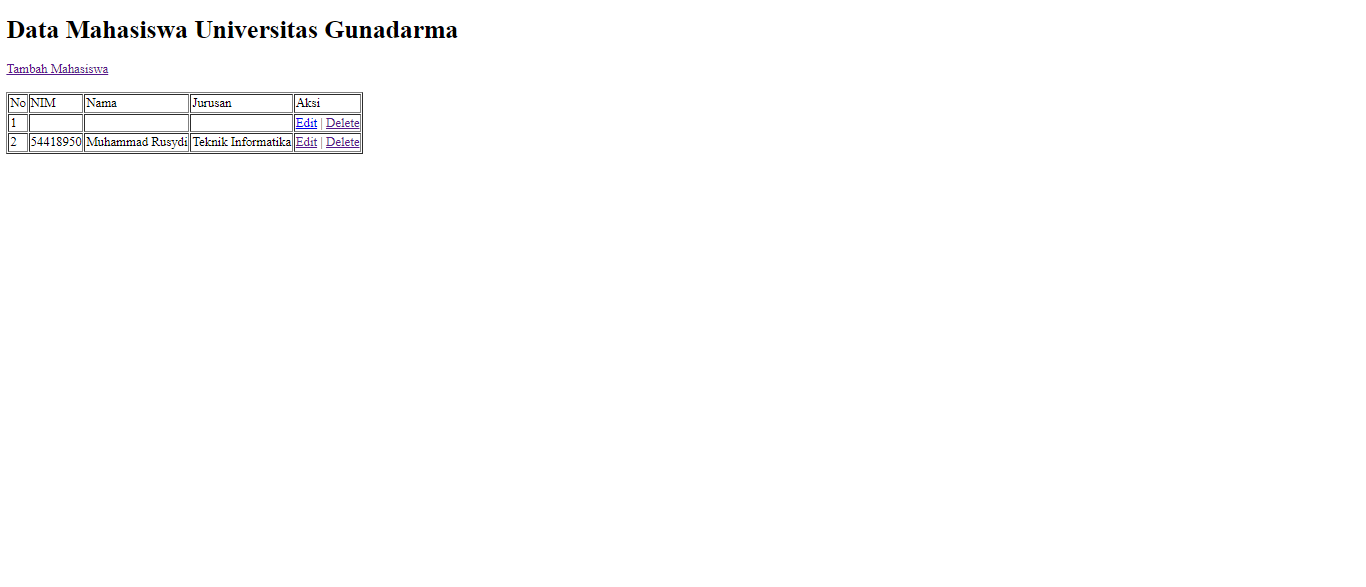 Data Mahasiswa Universitas Gunadarma
Tambah Mahasiswa
No NIM Nama Jurusan Aksi
1 Edit | Delete
2 54418950 Muhammad Rusydi Teknik Informatika Edit | Delete